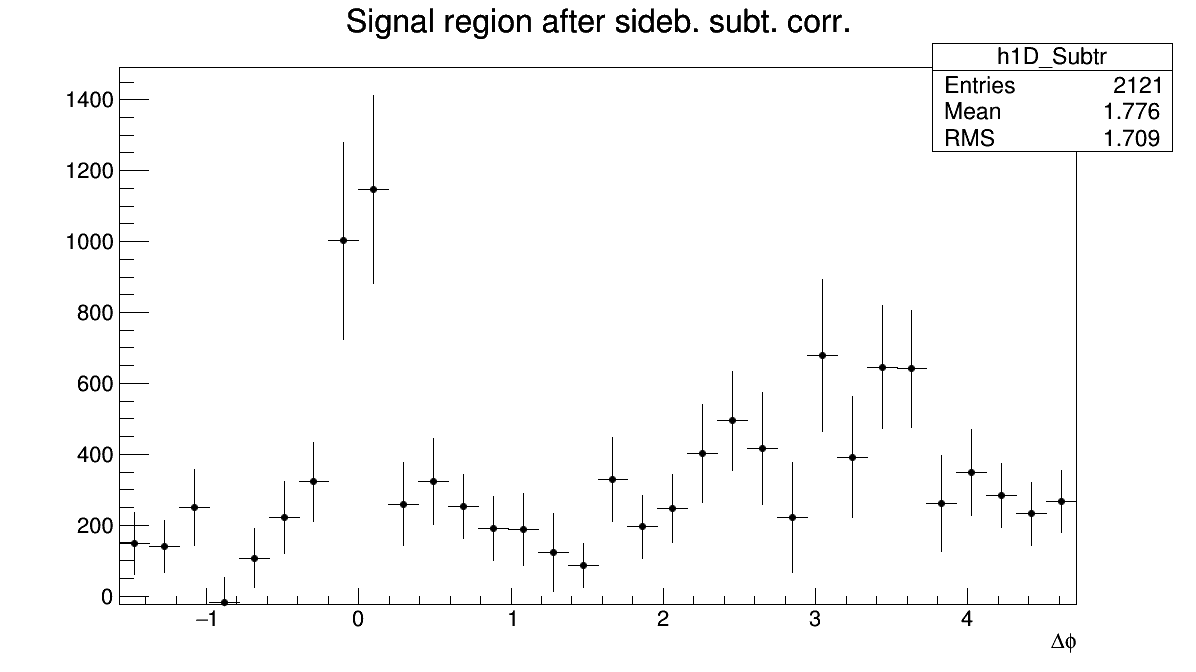 Signal region after sideb. subt. corr.
h1D_Subtr
Entries 2121
Mean 1.776
RMS 1.709
1400
1200
1000
800
600
400
200
0
−1 0 1 2 3 4
Δϕ